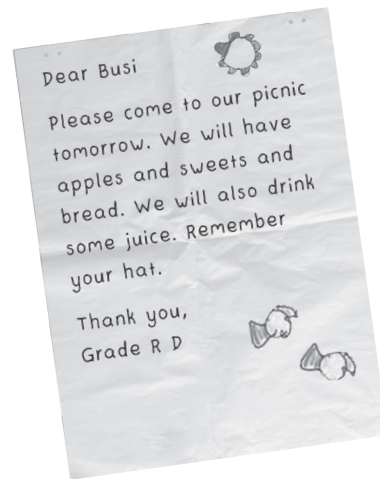 Dear Busi
Please come to our picnic
tomorrow. We will have
apples and sweets and
bread. We will also drink
some juice. Remember
your hat.
Thank you,
Grade R D